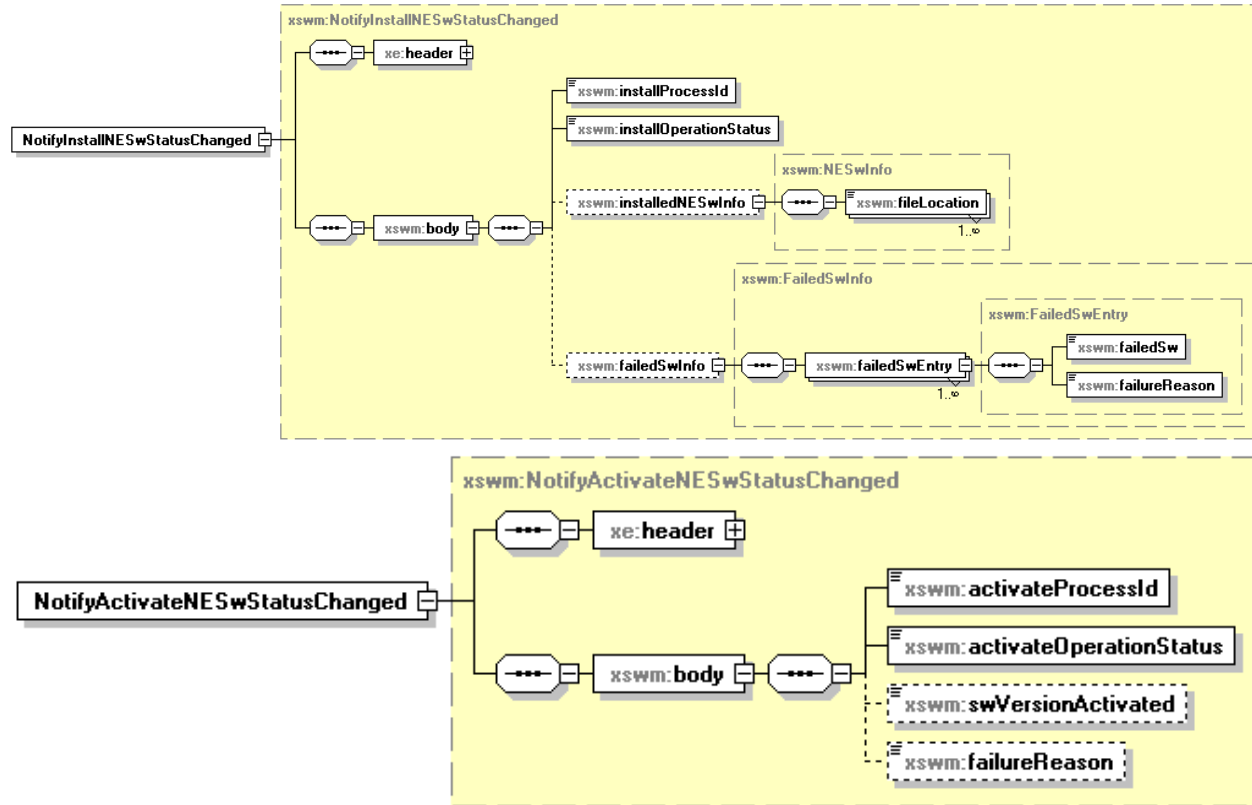 xswm:NotifyInstallNESwStatusChanged
xe:header
xswm:installProcessId
xswm:installOperationStatus
NotifyInstallNESwStatusChanged
xswm:NESwInfo
xswm:installedNESwInfo
xswm:fileLocation
1..∞
xswm:body
xswm:FailedSwInfo
xswm:FailedSwEntry
xswm:failedSw
xswm:failedSwInfo
xswm:failedSwEntry
1..∞
xswm:failureReason
xswm:NotifyActivateNESwStatusChanged
xe:header
NotifyActivateNESwStatusChanged
xswm:activateProcessId
xswm:activateOperationStatus
xswm:body
xswm:swVersionActivated
xswm:failureReason